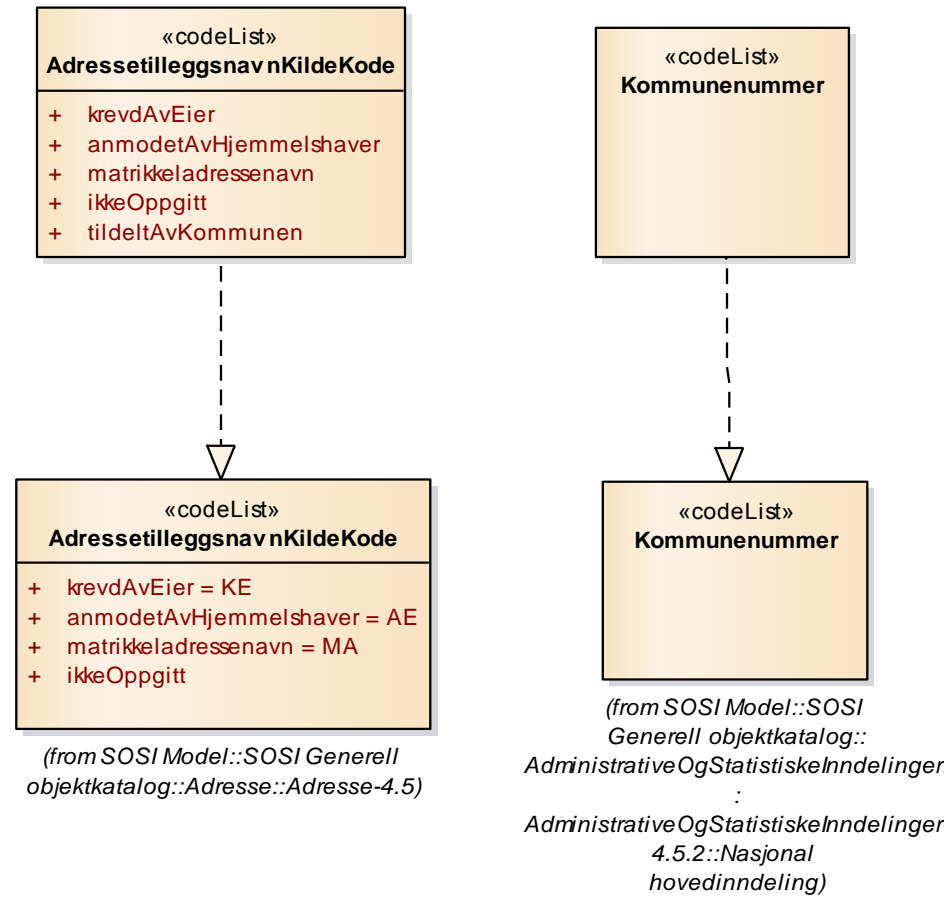 «codeList»
AdressetilleggsnavnKildeKode
+ krevdAvEier
+ anmodetAvHjemmelshaver
+ matrikkeladressenavn
+ ikkeOppgitt
+ tildeltAvKommunen
«codeList»
Kommunenummer
«codeList»
AdressetilleggsnavnKildeKode
+ krevdAvEier = KE
+ anmodetAvHjemmelshaver = AE
+ matrikkeladressenavn = MA
+ ikkeOppgitt
(from SOSI Model::SOSI Generell
objektkatalog::Adresse::Adresse-4.5)
«codeList»
Kommunenummer
(from SOSI Model::SOSI
Generell objektkatalog::
AdministrativeOgStatistiskeInndelinger:
:
AdministrativeOgStatistiskeInndelinger-
4.5.2::Nasjonal
hovedinndeling)